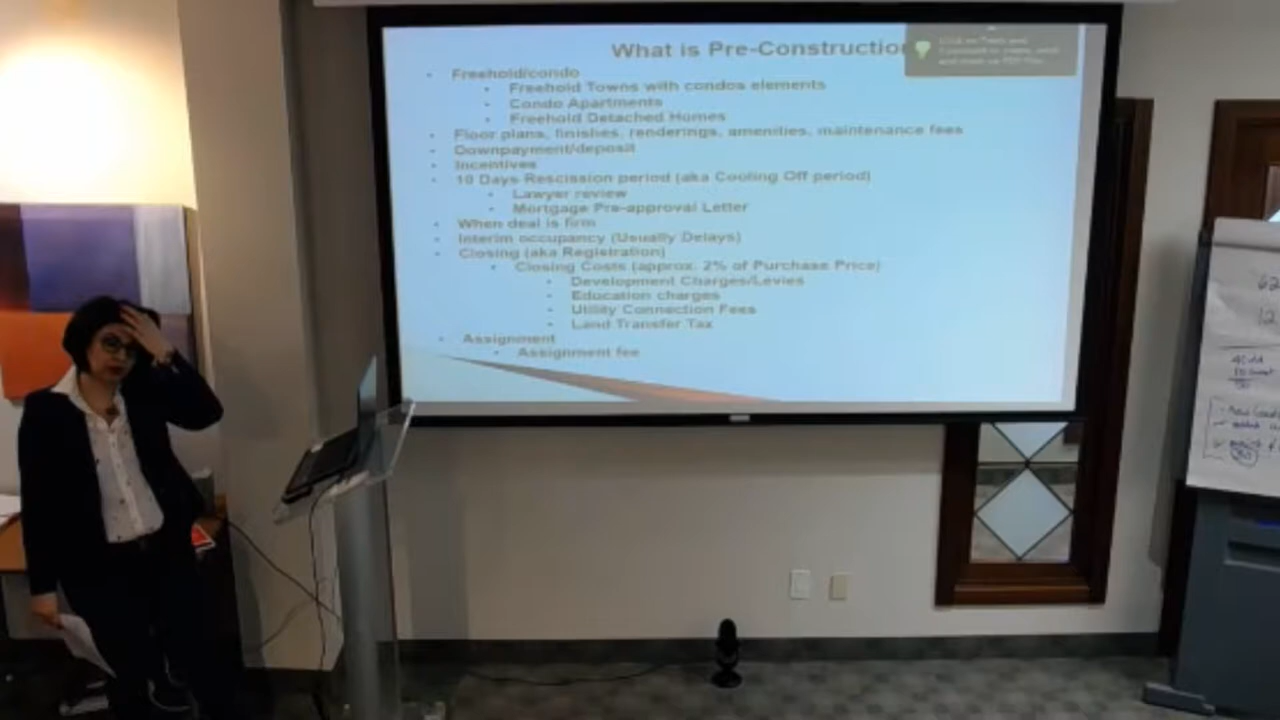 What is Pre-Construction
Freehold/condo
Freehold Towns with condos elements
Condo Apartments
Freehold Detached Homes
Floor plans, finishes, renderings, amenities, maintenance fees
Downpayment/deposit
Incentives
10 Days Rescission period (aka Cooling Off period)
Lawyer review
Mortgage Pre-approval Letter
When deal is firm
Interim occupancy (Usually Delays)
Closing (aka Registration)
Closing Costs (approx. 2% of Purchase Price)
Development Charges/Levies
Education charges
Utility Connection Fees
Land Transfer Tax
Assignment
Assignment fee
62
12